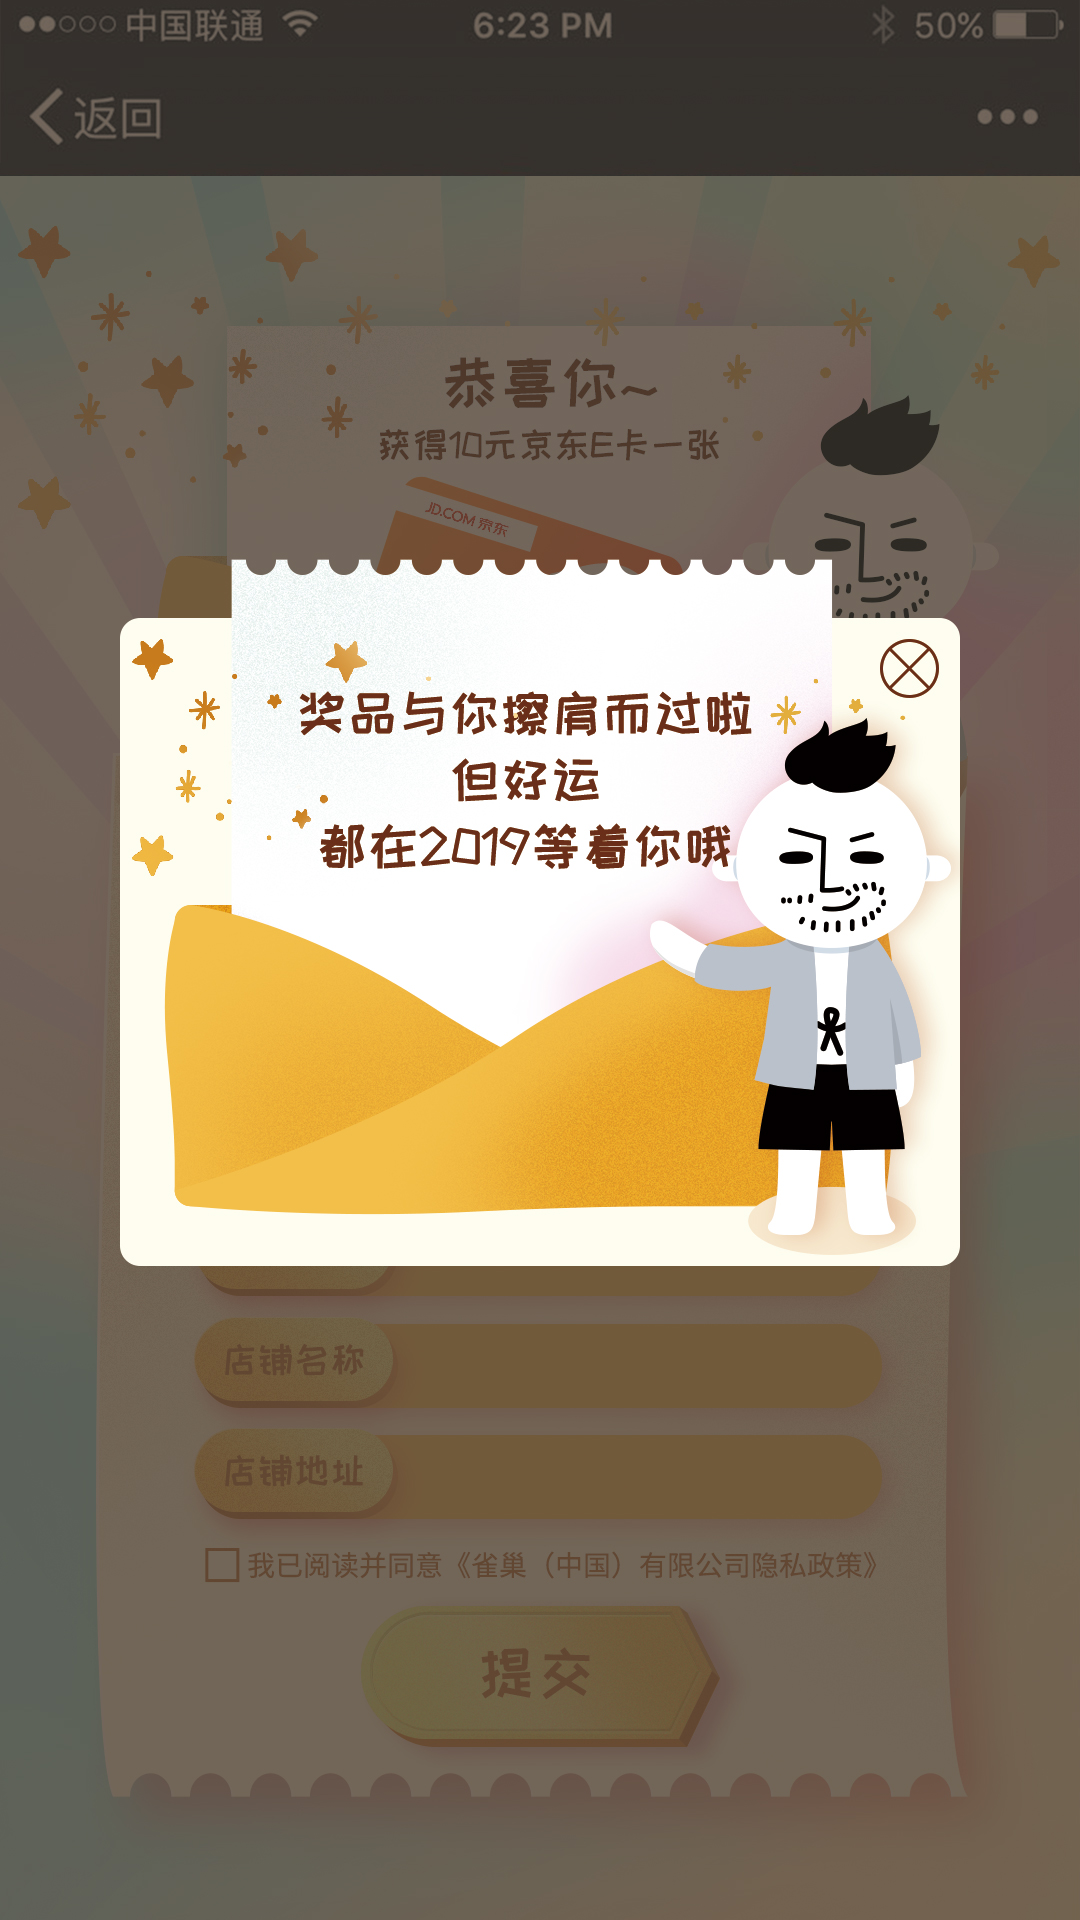 中国联通
6:23 PM
50%
返回
恭喜你~
获得10元京东E卡一张
JD.COM 京东
奖品与你擦肩而过啦
但好运
都在2019等着你哦
店铺名称
店铺地址
我已阅读并同意《雀巢（中国）有限公司隐私政策》
提交